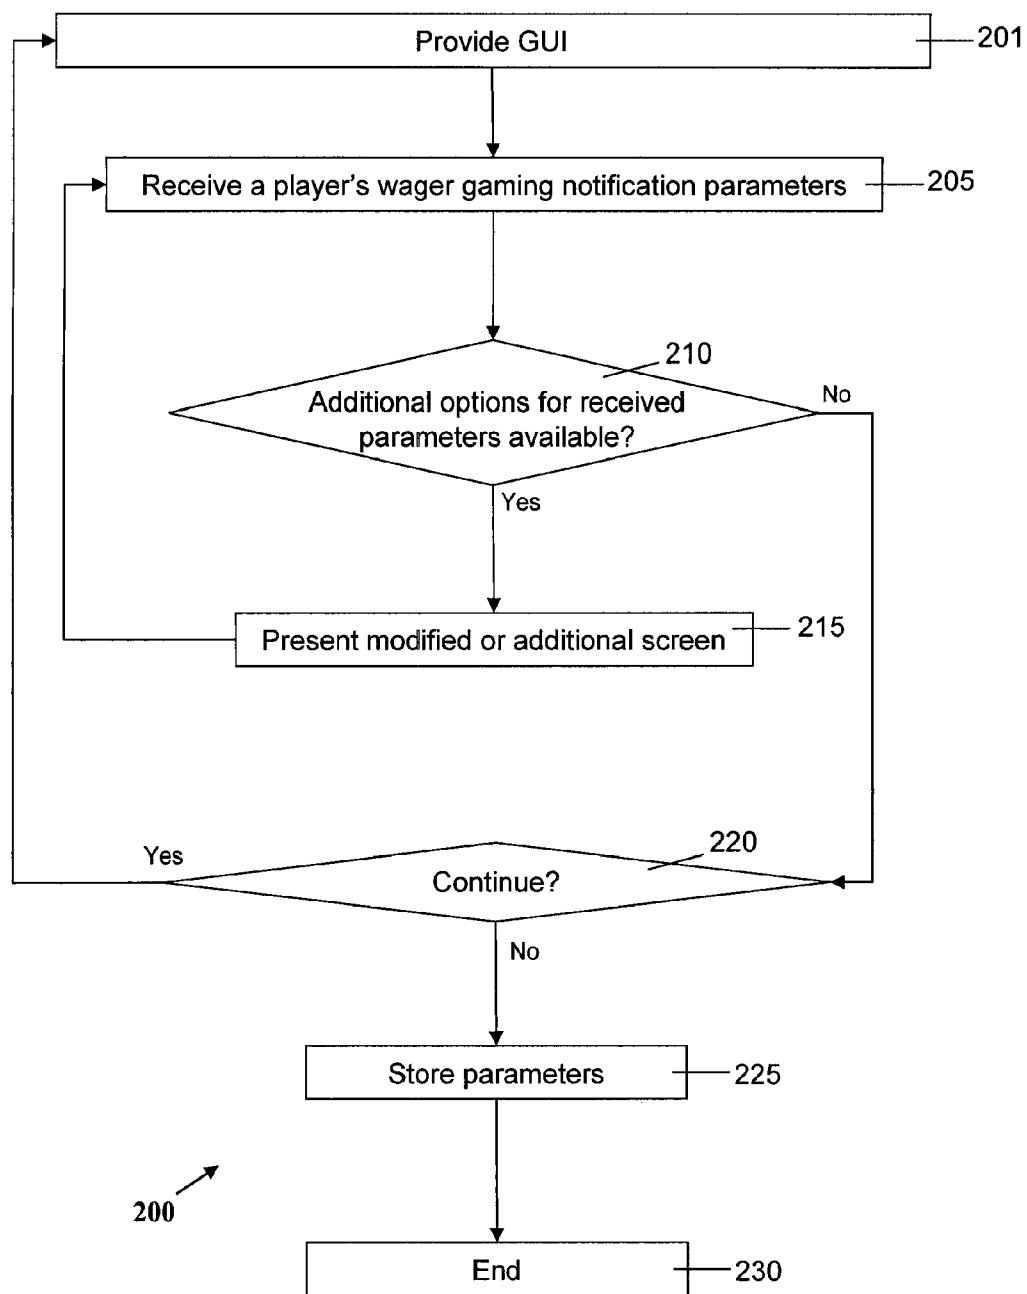 Provide GUI
201
Receive a player's wager gaming notification parameters
205
210
Additional options for received
parameters available?
No
Yes
Present modified or additional screen
215
Yes
220
Continue?
No
Store parameters
225
200
End
230